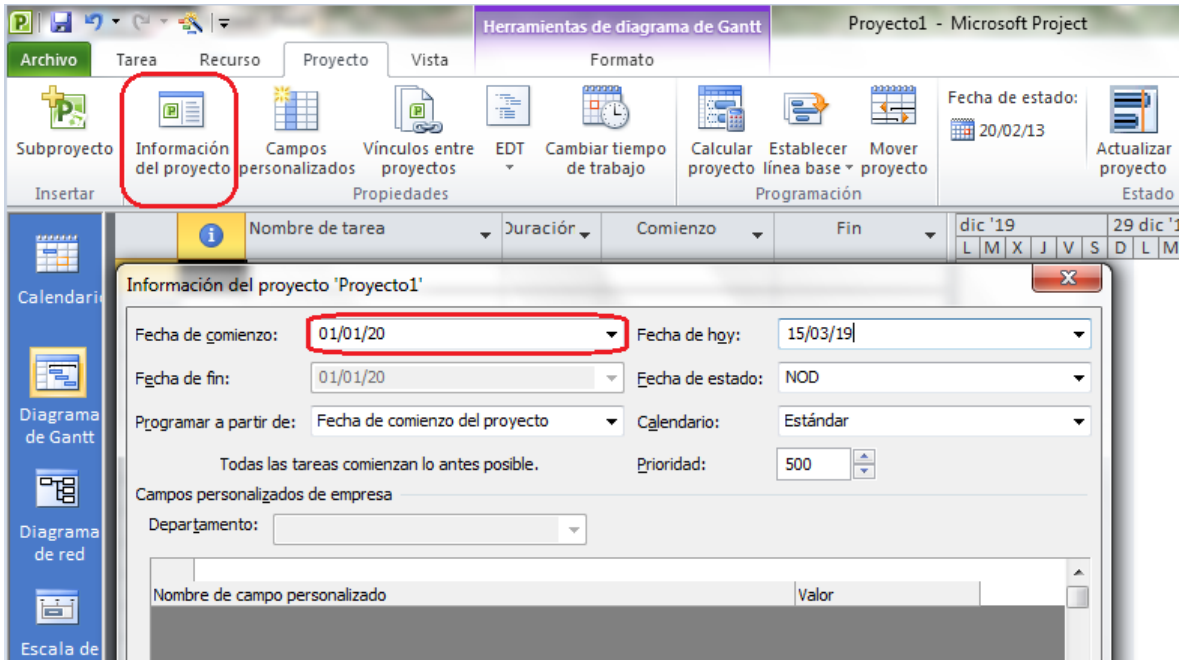 Herramientas de diagrama de Gantt
Proyecto1 - Microsoft Project
Archivo Tarea Recurso Proyecto Vista Formato
Subproyecto
Información del proyecto
Campos personalizados
Vínculos entre proyectos
EDT
Cambiar tiempo de trabajo
Calcular proyecto
Establecer línea base
Mover proyecto
Fecha de estado:
20/02/13
Actualizar proyecto
Insertar Propiedades Programación Estado
Nombre de tarea Duración Comienzo Fin dic '19 29 dic '1
L M X J V S D L M
Calendario
Diagrama de Gantt
Diagrama de red
Escala de
Información del proyecto 'Proyecto1'
Fecha de comienzo: 01/01/20 Fecha de hoy: 15/03/19
Fecha de fin: 01/01/20 Fecha de estado: NOD
Programar a partir de: Fecha de comienzo del proyecto Calendario: Estándar
Todas las tareas comienzan lo antes posible. Prioridad: 500
Campos personalizados de empresa
Departamento:
Nombre de campo personalizado Valor